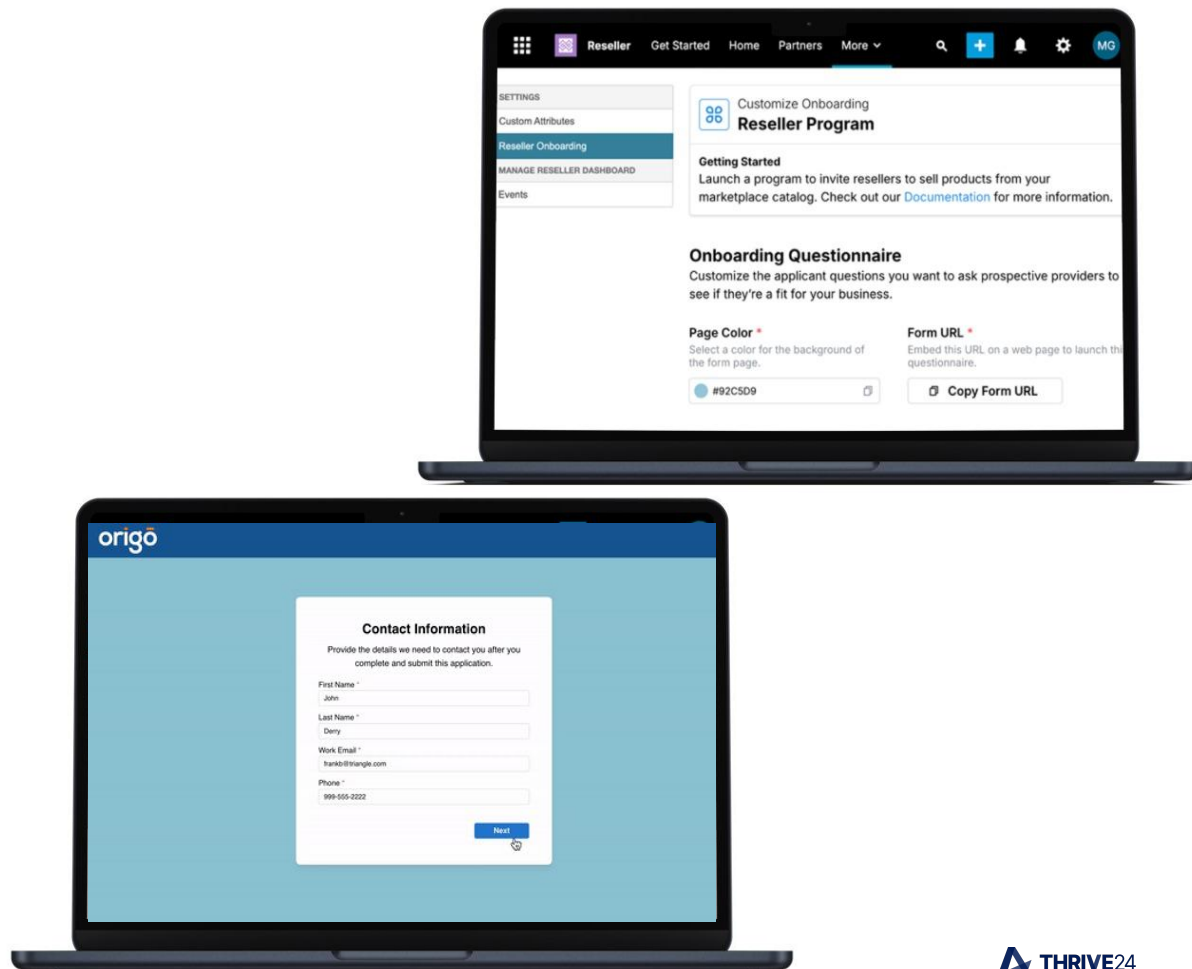 Reseller Get Started Home Partners More MG
SETTINGS
Custom Attributes
Reseller Onboarding
MANAGE RESELLER DASHBOARD
Events
Customize Onboarding
Reseller Program
Getting Started
Launch a program to invite resellers to sell products from your
marketplace catalog. Check out our Documentation for more information.
Onboarding Questionnaire
Customize the applicant questions you want to ask prospective providers to
see if they're a fit for your business.
Page Color *
Select a color for the background of
the form page.
#92C5D9
Form URL *
Embed this URL on a web page to launch thi
questionnaire.
Copy Form URL
origō
Contact Information
Provide the details we need to contact you after you
complete and submit this application.
First Name *
John
Last Name *
Derry
Work Email *
frankb@triangle.com
Phone *
999-555-2222
Next
THRIVE24